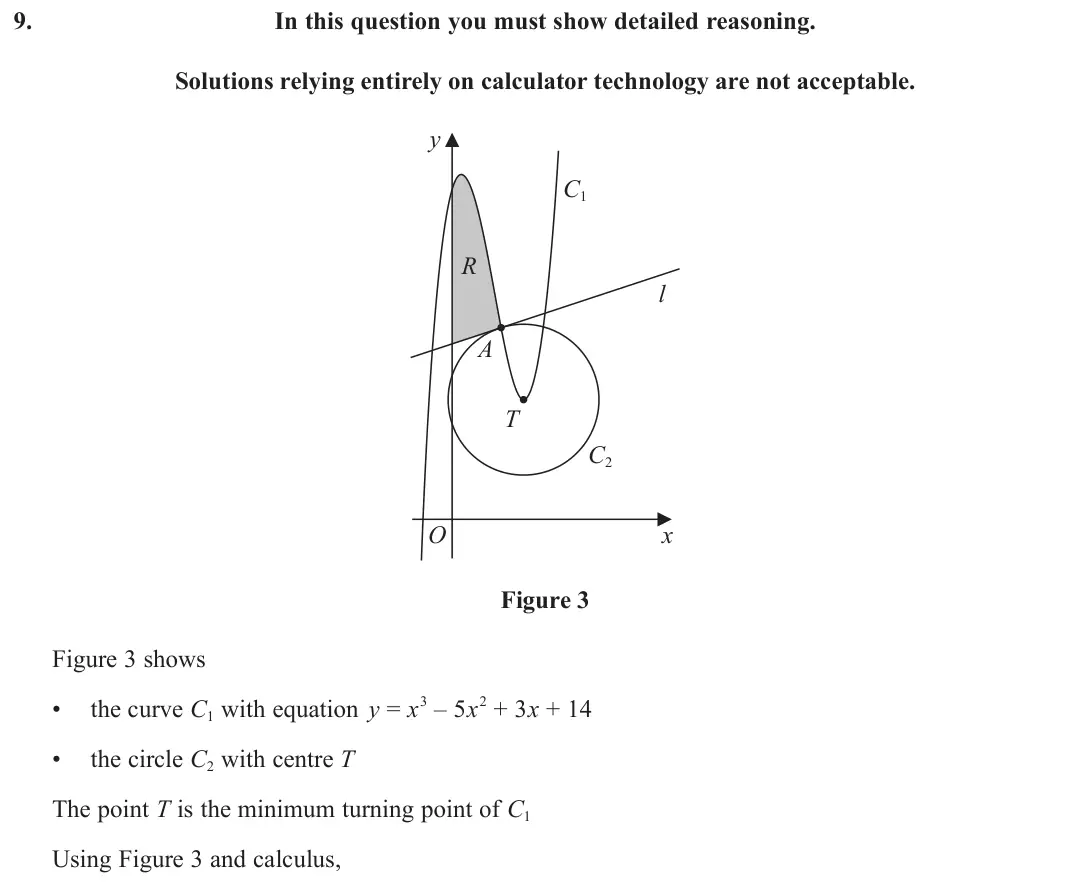 9. In this question you must show detailed reasoning.
Solutions relying entirely on calculator technology are not acceptable.
y
C₁
R
l
A
T
C₂
O
x
Figure 3
Figure 3 shows
• the curve C₁ with equation y = x³ – 5x² + 3x + 14
• the circle C₂ with centre T
The point T is the minimum turning point of C₁
Using Figure 3 and calculus,